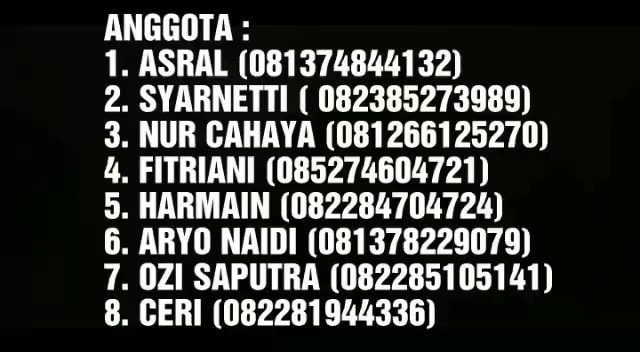 ANGGOTA :
1. ASRAL (081374844132)
2. SYARNETTI ( 082385273989)
3. NUR CAHAYA (081266125270)
4. FITRIANI (085274604721)
5. HARMAIN (082284704724)
6. ARYO NAIDI (081378229079)
7. OZI SAPUTRA (082285105141)
8. CERI (082281944336)